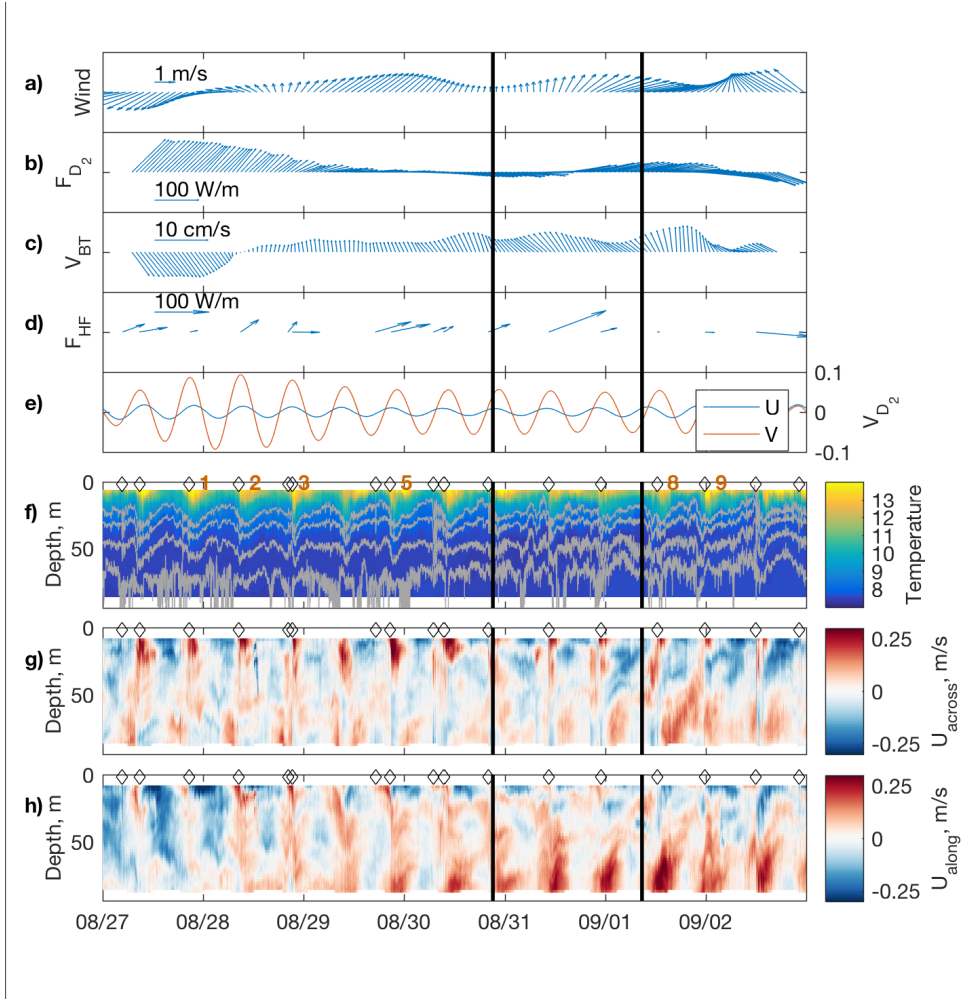 a)
Wind
1 m/s
b)
F_D2
100 W/m
c)
V_BT
10 cm/s
d)
F_HF
100 W/m
e)
U
V
0.1
0
-0.1
V_D2
f)
Depth, m
0
50
1 2 3 5 8 9
13
12
11
10
9
8
Temperature
g)
Depth, m
0
50
0.25
0
-0.25
U_across, m/s
h)
Depth, m
0
50
0.25
0
-0.25
U_along, m/s
08/27 08/28 08/29 08/30 08/31 09/01 09/02